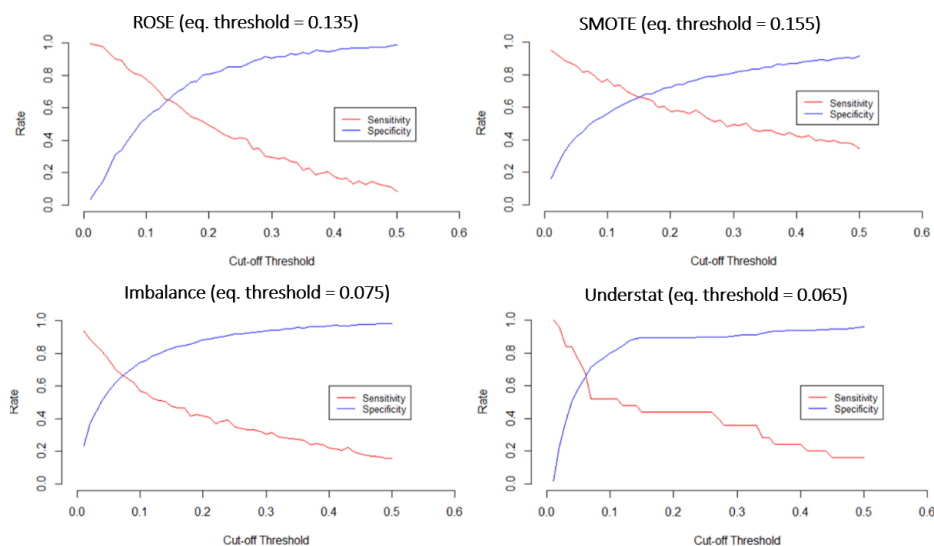 ROSE (eq. threshold = 0.135)
Rate
0.0 0.2 0.4 0.6 0.8 1.0
Sensitivity
Specificity
0.0 0.1 0.2 0.3 0.4 0.5 0.6
Cut-off Threshold
SMOTE (eq. threshold = 0.155)
Rate
0.0 0.2 0.4 0.6 0.8 1.0
Sensitivity
Specificity
0.0 0.1 0.2 0.3 0.4 0.5 0.6
Cut-off Threshold
Imbalance (eq. threshold = 0.075)
Rate
0.0 0.2 0.4 0.6 0.8 1.0
Sensitivity
Specificity
0.0 0.1 0.2 0.3 0.4 0.5 0.6
Cut-off Threshold
Understat (eq. threshold = 0.065)
Rate
0.0 0.2 0.4 0.6 0.8 1.0
Sensitivity
Specificity
0.0 0.1 0.2 0.3 0.4 0.5 0.6
Cut-off Threshold